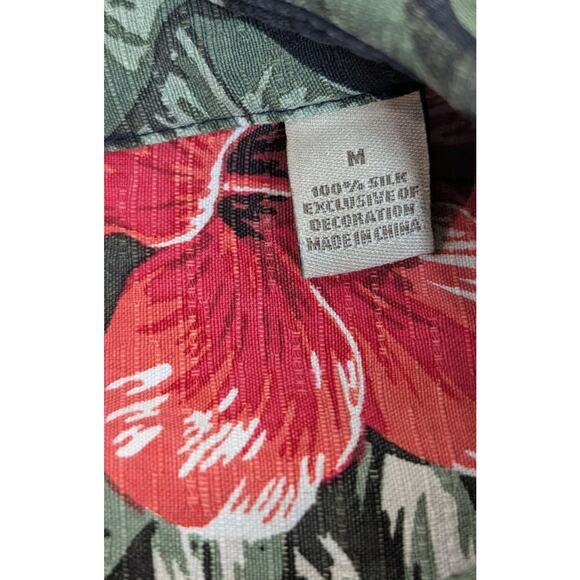 M
100% SILK
EXCLUSIVE OF
DECORATION
MADE IN CHINA